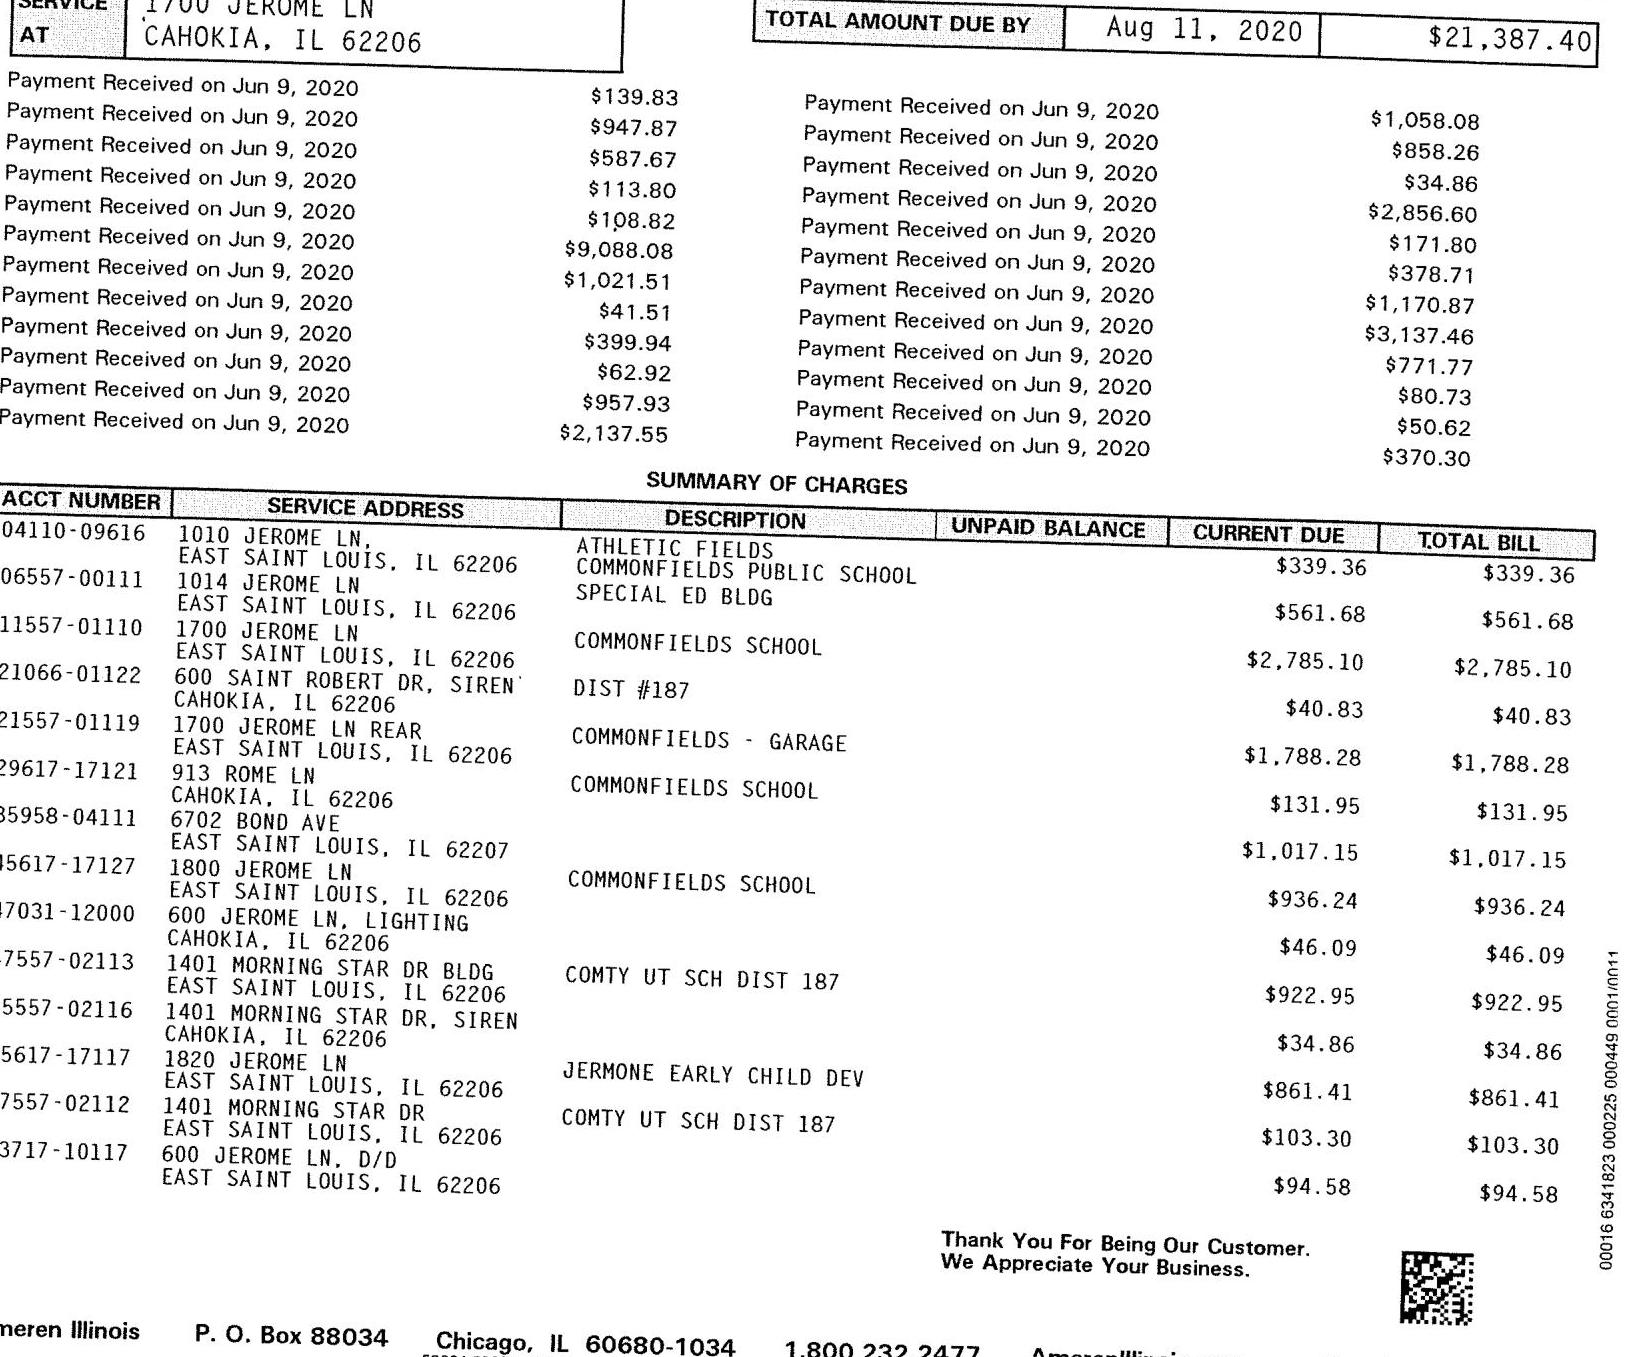 SERVICE AT
1700 JEROME LN
CAHOKIA, IL 62206
TOTAL AMOUNT DUE BY Aug 11, 2020 $21,387.40
Payment Received on Jun 9, 2020 $139.83
Payment Received on Jun 9, 2020 $947.87
Payment Received on Jun 9, 2020 $587.67
Payment Received on Jun 9, 2020 $113.80
Payment Received on Jun 9, 2020 $108.82
Payment Received on Jun 9, 2020 $9,088.08
Payment Received on Jun 9, 2020 $1,021.51
Payment Received on Jun 9, 2020 $41.51
Payment Received on Jun 9, 2020 $399.94
Payment Received on Jun 9, 2020 $62.92
Payment Received on Jun 9, 2020 $957.93
Payment Received on Jun 9, 2020 $2,137.55
Payment Received on Jun 9, 2020 $1,058.08
Payment Received on Jun 9, 2020 $858.26
Payment Received on Jun 9, 2020 $34.86
Payment Received on Jun 9, 2020 $2,856.60
Payment Received on Jun 9, 2020 $171.80
Payment Received on Jun 9, 2020 $378.71
Payment Received on Jun 9, 2020 $1,170.87
Payment Received on Jun 9, 2020 $3,137.46
Payment Received on Jun 9, 2020 $771.77
Payment Received on Jun 9, 2020 $80.73
Payment Received on Jun 9, 2020 $50.62
Payment Received on Jun 9, 2020 $370.30
SUMMARY OF CHARGES
ACCT NUMBER SERVICE ADDRESS DESCRIPTION UNPAID BALANCE CURRENT DUE TOTAL BILL
04110-09616 1010 JEROME LN, ATHLETIC FIELDS $339.36 $339.36
EAST SAINT LOUIS, IL 62206 COMMONFIELDS PUBLIC SCHOOL
06557-00111 1014 JEROME LN SPECIAL ED BLDG $561.68 $561.68
EAST SAINT LOUIS, IL 62206
11557-01110 1700 JEROME LN COMMONFIELDS SCHOOL $2,785.10 $2,785.10
EAST SAINT LOUIS, IL 62206
21066-01122 600 SAINT ROBERT DR, SIREN DIST #187 $40.83 $40.83
CAHOKIA, IL 62206
21557-01119 1700 JEROME LN REAR COMMONFIELDS - GARAGE $1,788.28 $1,788.28
EAST SAINT LOUIS, IL 62206
29617-17121 913 ROME LN COMMONFIELDS SCHOOL $131.95 $131.95
CAHOKIA, IL 62206
35958-04111 6702 BOND AVE $1,017.15 $1,017.15
EAST SAINT LOUIS, IL 62207
45617-17127 1800 JEROME LN COMMONFIELDS SCHOOL $936.24 $936.24
EAST SAINT LOUIS, IL 62206
47031-12000 600 JEROME LN, LIGHTING $46.09 $46.09
CAHOKIA, IL 62206
7557-02113 1401 MORNING STAR DR BLDG COMTY UT SCH DIST 187 $922.95 $922.95
EAST SAINT LOUIS, IL 62206
5557-02116 1401 MORNING STAR DR, SIREN $34.86 $34.86
CAHOKIA, IL 62206
5617-17117 1820 JEROME LN JERMONE EARLY CHILD DEV $861.41 $861.41
EAST SAINT LOUIS, IL 62206
7557-02112 1401 MORNING STAR DR COMTY UT SCH DIST 187 $103.30 $103.30
EAST SAINT LOUIS, IL 62206
3717-10117 600 JEROME LN, D/D $94.58 $94.58
EAST SAINT LOUIS, IL 62206
Thank You For Being Our Customer.
We Appreciate Your Business.
00016 6341823 000225 000449 0001/0011
meren Illinois P. O. Box 88034 Chicago, IL 60680-1034 1.800.232.2477